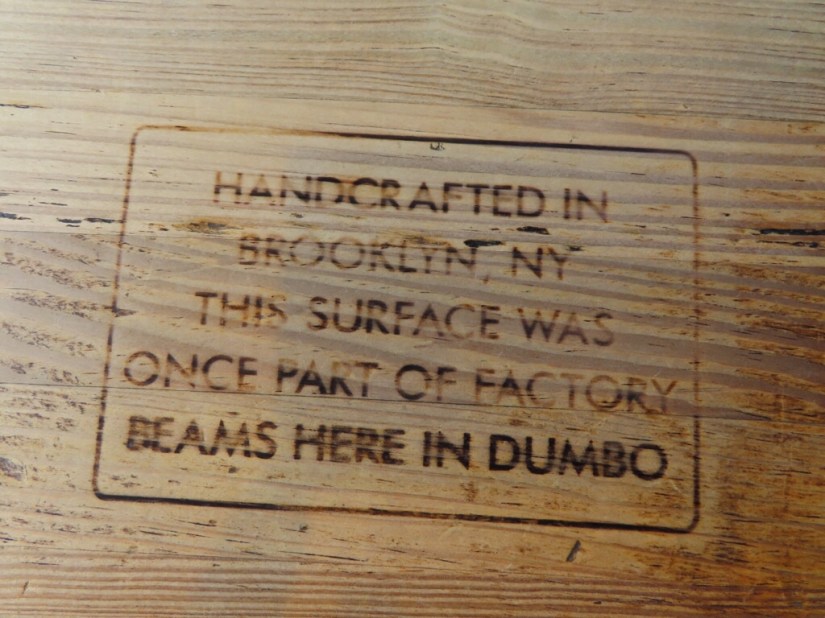 HANDCRAFTED IN
BROOKLYN, NY
THIS SURFACE WAS
ONCE PART OF FACTORY
BEAMS HERE IN DUMBO